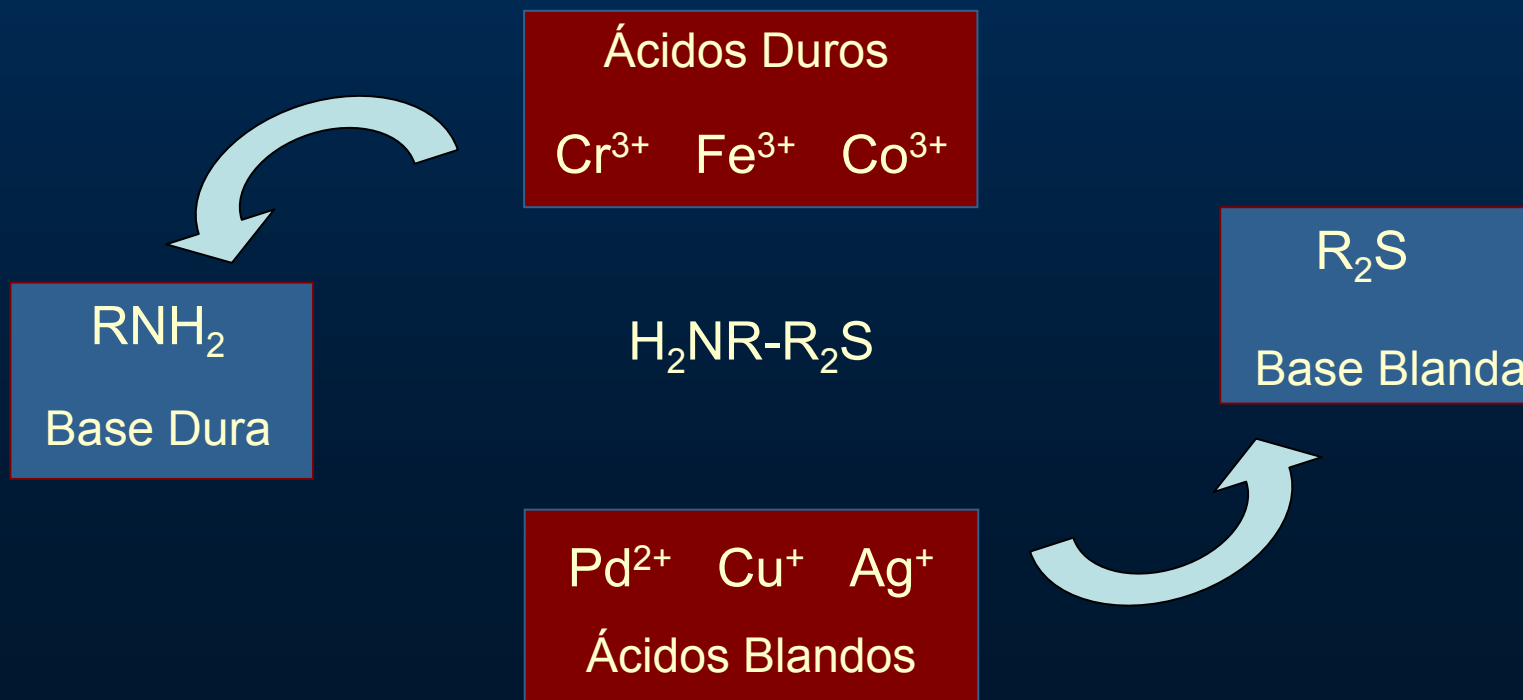 Ácidos Duros
Cr³⁺ Fe³⁺ Co³⁺
RNH₂
Base Dura
H₂NR-R₂S
R₂S
Base Blanda
Pd²⁺ Cu⁺ Ag⁺
Ácidos Blandos